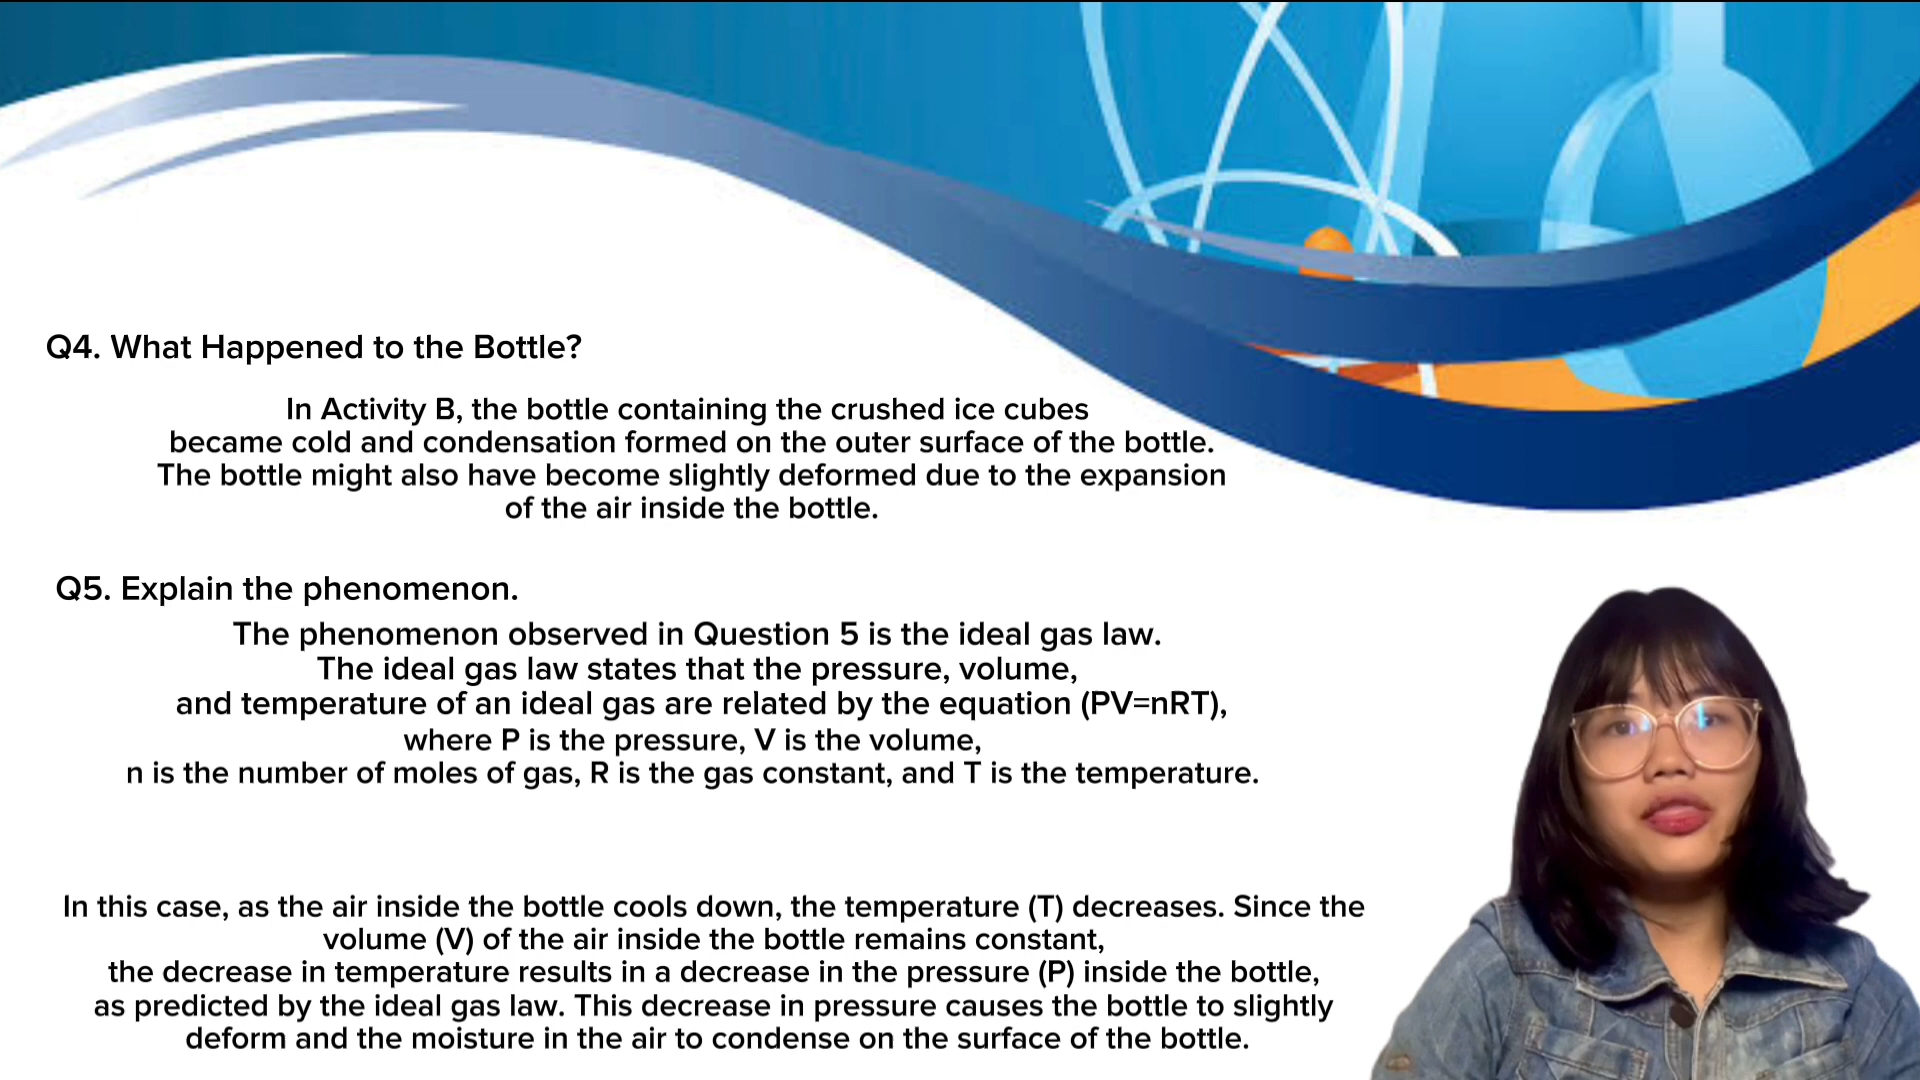 Q4. What Happened to the Bottle?
In Activity B, the bottle containing the crushed ice cubes
became cold and condensation formed on the outer surface of the bottle.
The bottle might also have become slightly deformed due to the expansion
of the air inside the bottle.
Q5. Explain the phenomenon.
The phenomenon observed in Question 5 is the ideal gas law.
The ideal gas law states that the pressure, volume,
and temperature of an ideal gas are related by the equation (PV=nRT),
where P is the pressure, V is the volume,
n is the number of moles of gas, R is the gas constant, and T is the temperature.
In this case, as the air inside the bottle cools down, the temperature (T) decreases. Since the
volume (V) of the air inside the bottle remains constant,
the decrease in temperature results in a decrease in the pressure (P) inside the bottle,
as predicted by the ideal gas law. This decrease in pressure causes the bottle to slightly
deform and the moisture in the air to condense on the surface of the bottle.